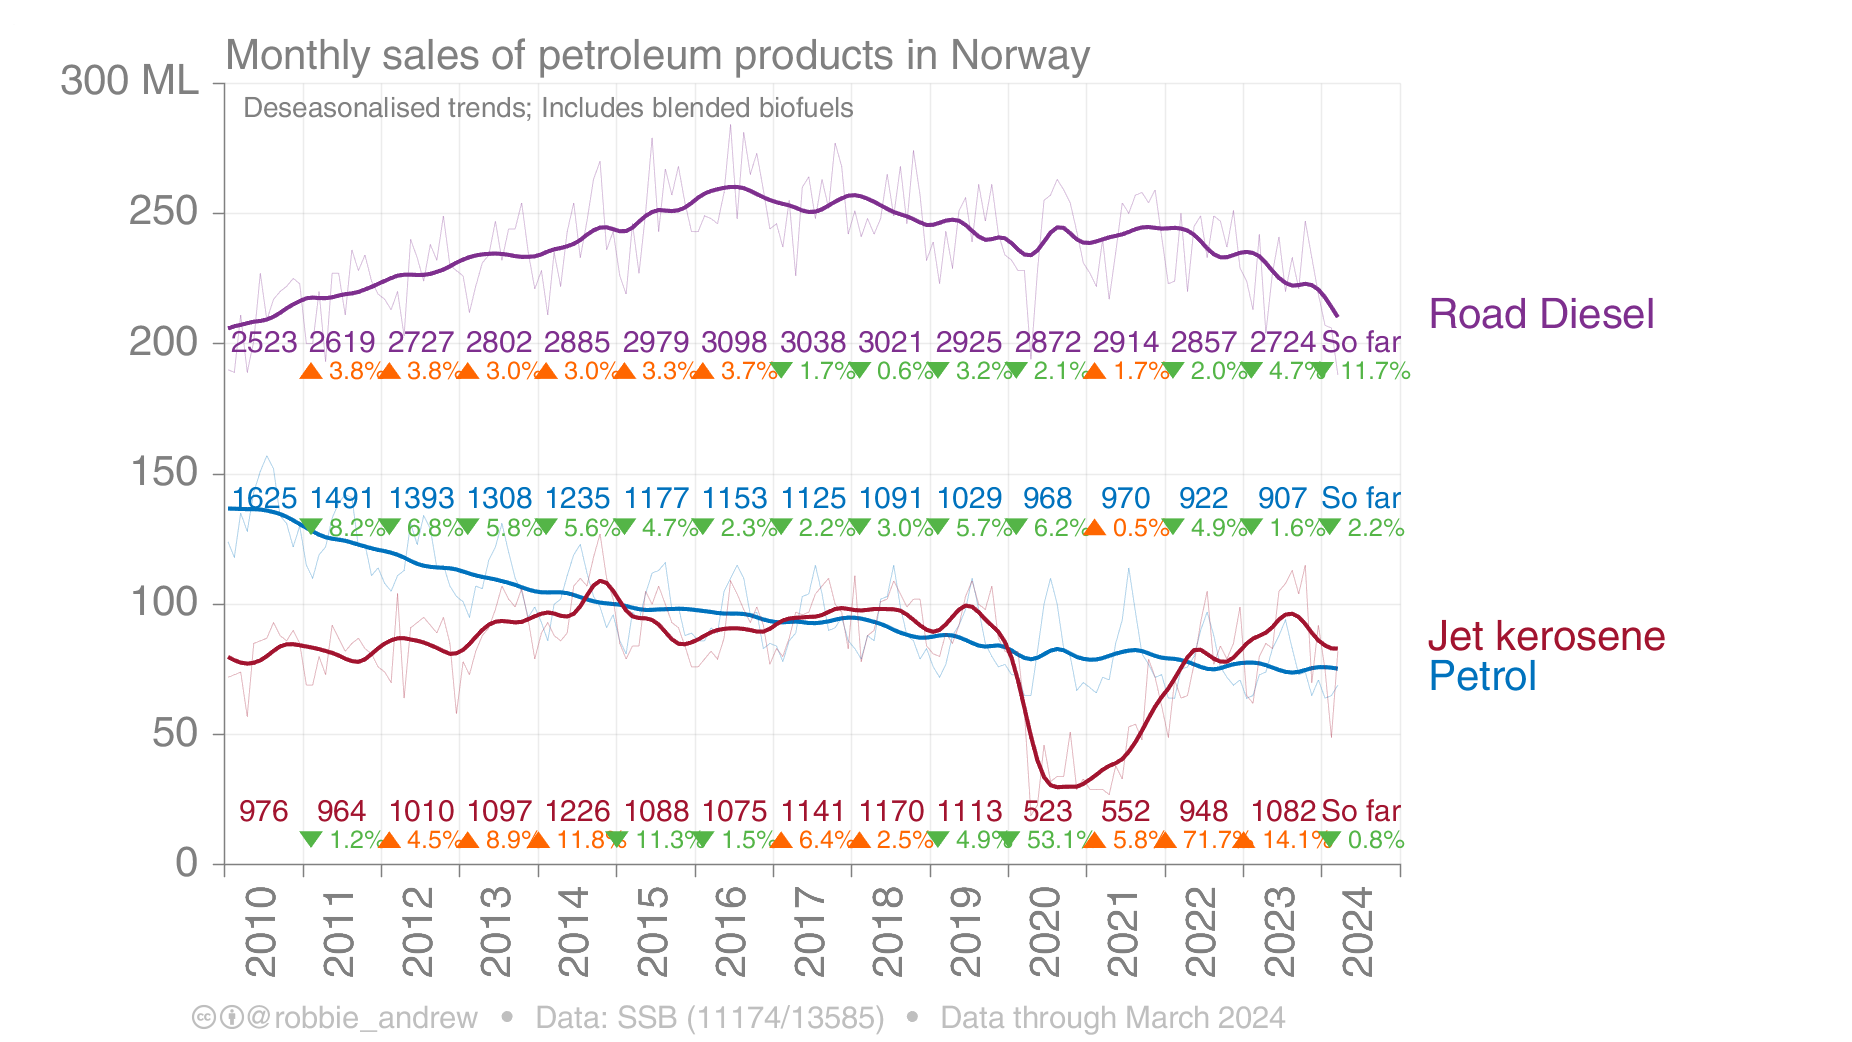 Monthly sales of petroleum products in Norway
300 ML
Deseasonalised trends; Includes blended biofuels
250
Road Diesel
200
2523 2619 2727 2802 2885 2979 3098 3038 3021 2925 2872 2914 2857 2724 So far
3.8% 3.8% 3.0% 3.0% 3.3% 3.7% 1.7% 0.6% 3.2% 2.1% 1.7% 2.0% 4.7% 11.7%
150
1625 1491 1393 1308 1235 1177 1153 1125 1091 1029 968 970 922 907 So far
8.2% 6.8% 5.8% 5.6% 4.7% 2.3% 2.2% 3.0% 5.7% 6.2% 0.5% 4.9% 1.6% 2.2%
100
Jet kerosene
Petrol
50
976 964 1010 1097 1226 1088 1075 1141 1170 1113 523 552 948 1082 So far
1.2% 4.5% 8.9% 11.8% 11.3% 1.5% 6.4% 2.5% 4.9% 53.1% 5.8% 71.7% 14.1% 0.8%
0
2010 2011 2012 2013 2014 2015 2016 2017 2018 2019 2020 2021 2022 2023 2024
@robbie_andrew • Data: SSB (11174/13585) • Data through March 2024